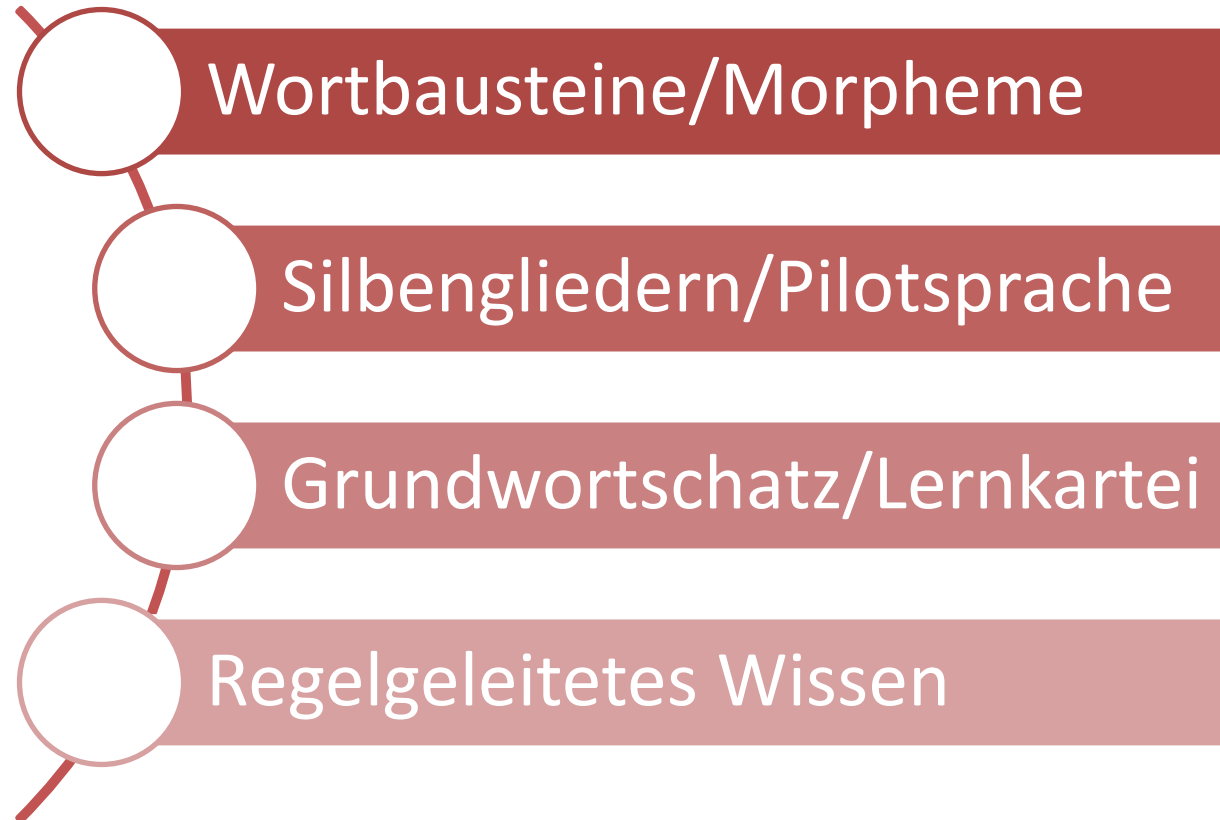 Wortbausteine/Morpheme
Silbengliedern/Pilotsprache
Grundwortschatz/Lernkartei
Regelgeleitetes Wissen